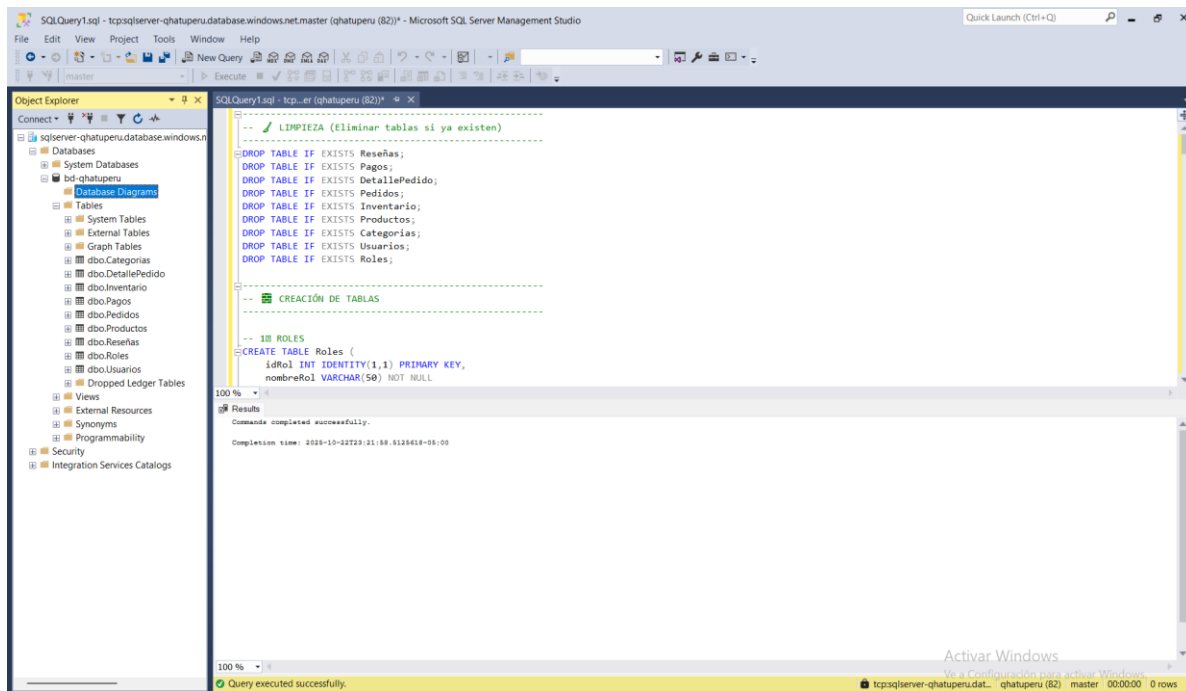 SQLQuery1.sql - tcp:sqlserver-qhatuperu.database.windows.net.master (qhatuperu (82))* - Microsoft SQL Server Management Studio
Quick Launch (Ctrl+Q)
File Edit View Project Tools Window Help
New Query
master
Execute
Object Explorer
SQLQuery1.sql - tcp...er (qhatuperu (82))*
Connect
sqlserver-qhatuperu.database.windows.n
Databases
System Databases
bd-qhatuperu
Database Diagrams
Tables
System Tables
External Tables
Graph Tables
dbo.Categorias
dbo.DetallePedido
dbo.Inventario
dbo.Pagos
dbo.Pedidos
dbo.Productos
dbo.Reseñas
dbo.Roles
dbo.Usuarios
Dropped Ledger Tables
Views
External Resources
Synonyms
Programmability
Security
Integration Services Catalogs
-- LIMPIEZA (Eliminar tablas si ya existen)
DROP TABLE IF EXISTS Reseñas;
DROP TABLE IF EXISTS Pagos;
DROP TABLE IF EXISTS DetallePedido;
DROP TABLE IF EXISTS Pedidos;
DROP TABLE IF EXISTS Inventario;
DROP TABLE IF EXISTS Productos;
DROP TABLE IF EXISTS Categorias;
DROP TABLE IF EXISTS Usuarios;
DROP TABLE IF EXISTS Roles;
-- CREACIÓN DE TABLAS
-- 1 ROLES
CREATE TABLE Roles (
idRol INT IDENTITY(1,1) PRIMARY KEY,
nombreRol VARCHAR(50) NOT NULL
100 %
Results
Commands completed successfully.
Completion time: 2025-10-22T23:21:58.5125618-05:00
100 %
Activar Windows
Ve a Configuración para activar Windows.
Query executed successfully.
tcp:sqlserver-qhatuperu.dat... qhatuperu (82) master 00:00:00 0 rows